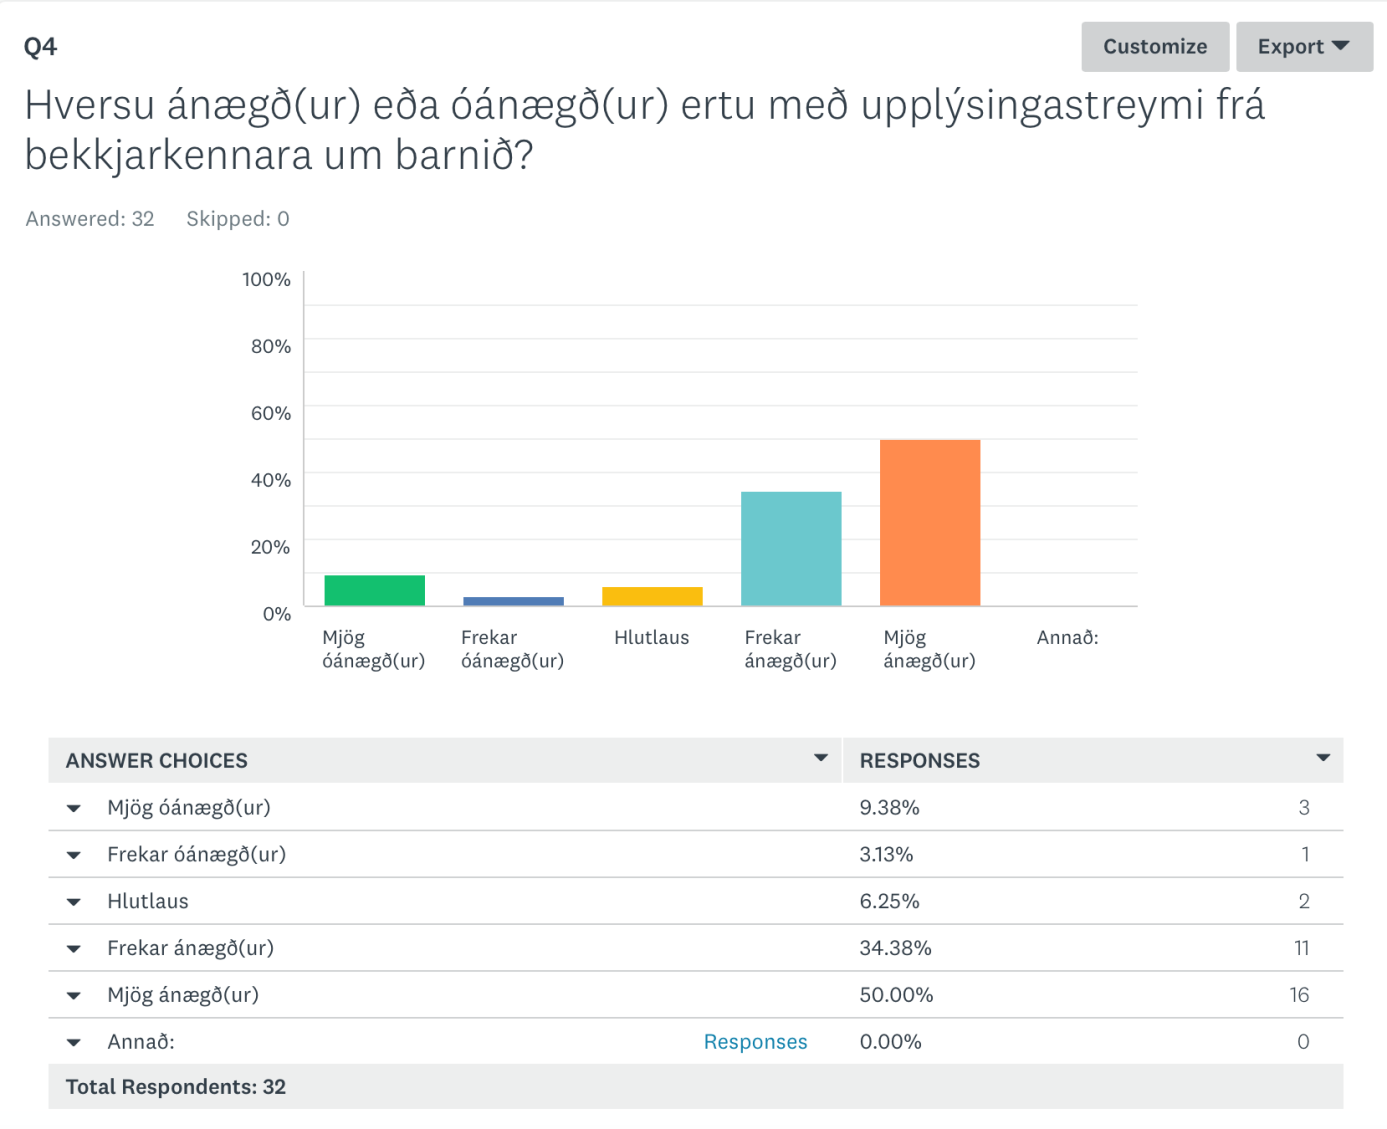 Q4
Customize
Export
Hversu ánægð(ur) eða óánægð(ur) ertu með upplýsingastreymi frá
bekkjarkennara um barnið?
Answered: 32 Skipped: 0
100%
80%
60%
40%
20%
0%
Mjög
óánægð(ur)
Frekar
óánægð(ur)
Hlutlaus
Frekar
ánægð(ur)
Mjög
ánægð(ur)
Annað:
ANSWER CHOICES RESPONSES
Mjög óánægð(ur) 9.38% 3
Frekar óánægð(ur) 3.13% 1
Hlutlaus 6.25% 2
Frekar ánægð(ur) 34.38% 11
Mjög ánægð(ur) 50.00% 16
Annað: Responses 0.00% 0
Total Respondents: 32